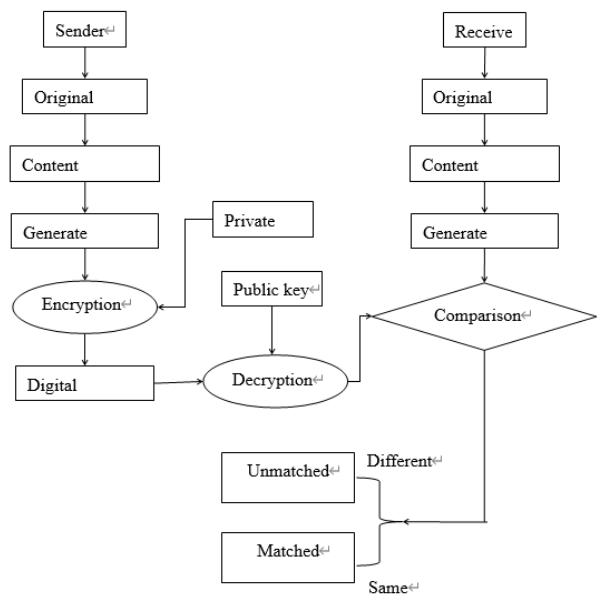 Sender↵
Receive
Original
Original
Content
Content
Generate
Private
Generate
Encryption↵
Public key
Comparison↵
Digital
Decryption↵
Unmatched↵
Different↵
Matched↵
Same↵